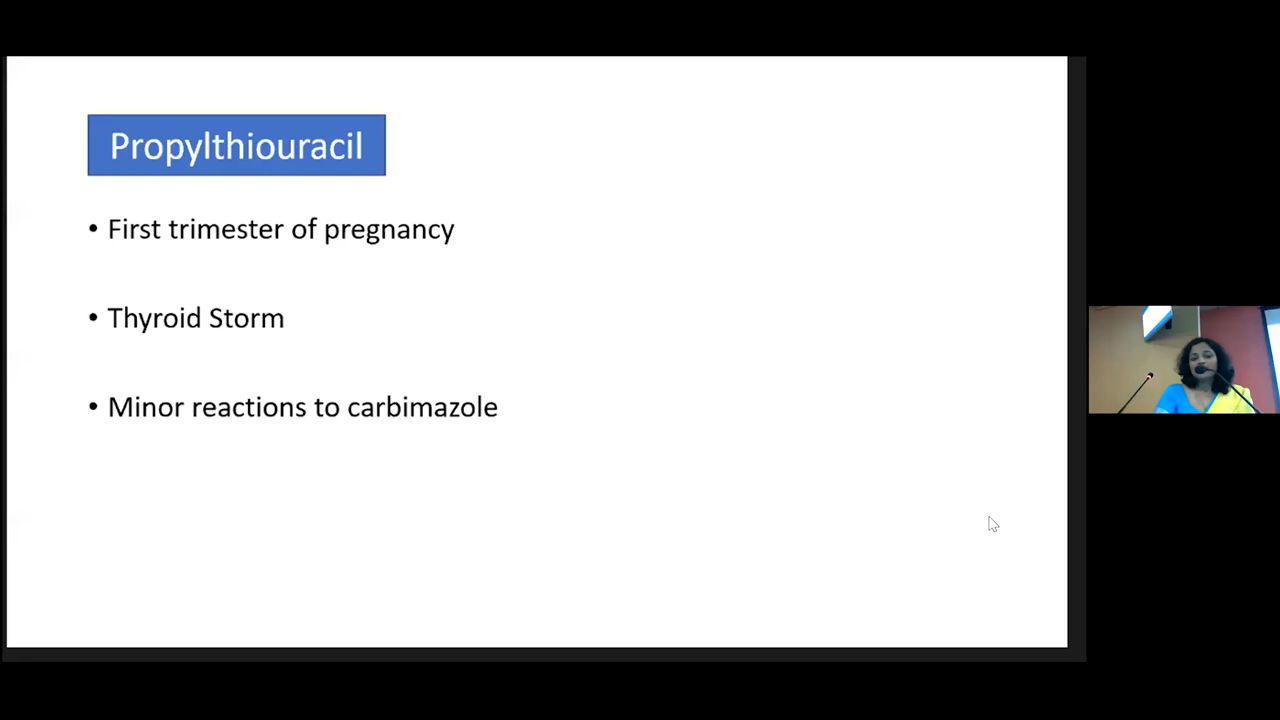 Propylthiouracil
• First trimester of pregnancy
• Thyroid Storm
• Minor reactions to carbimazole